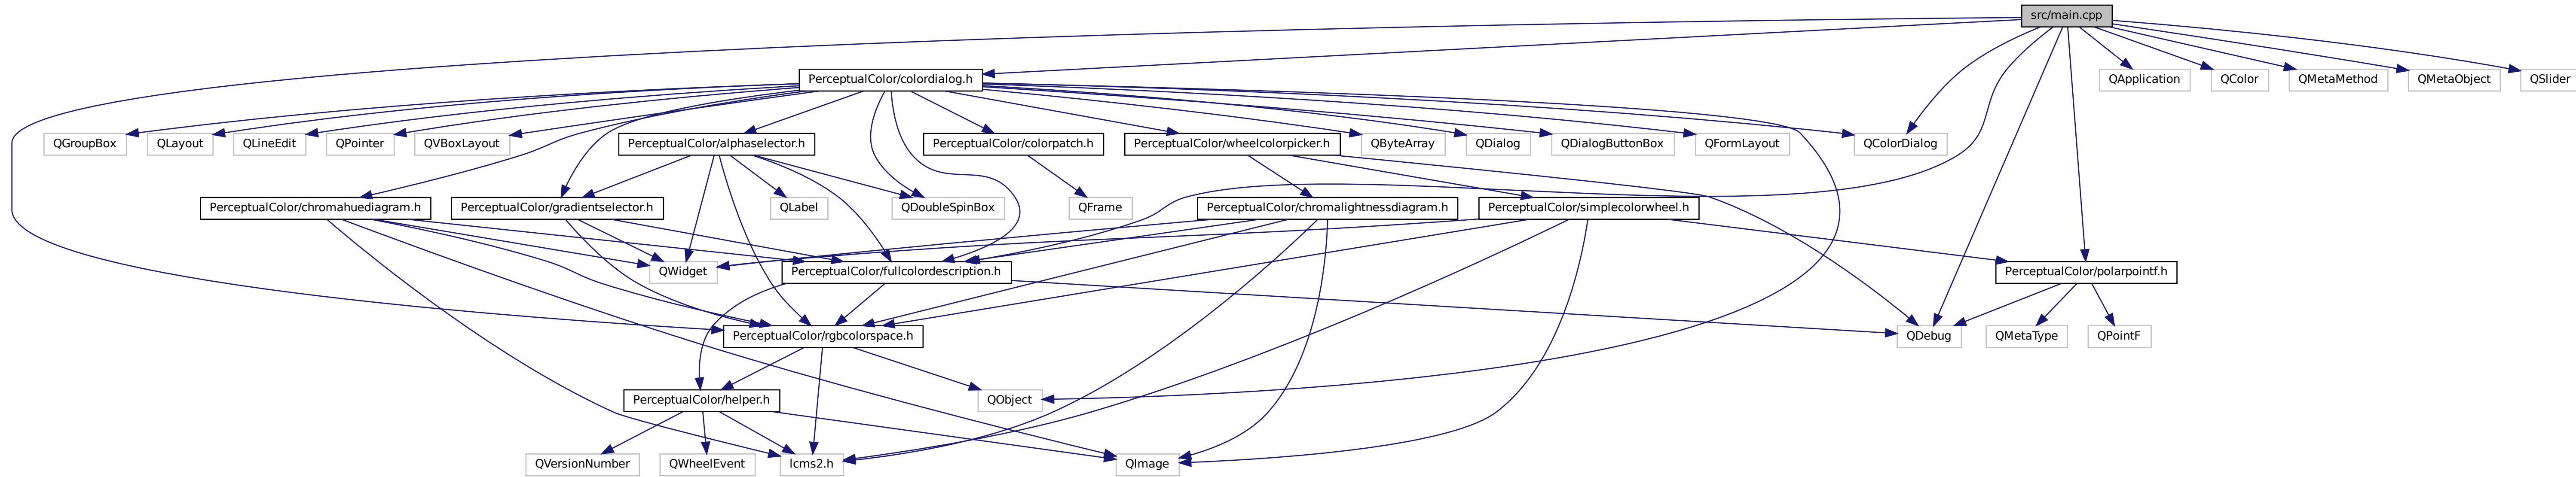 src/main.cpp
PerceptualColor/colordialog.h
QApplication
QColor
QMetaMethod
QMetaObject
QSlider
QGroupBox
QLayout
QLineEdit
QPointer
QVBoxLayout
PerceptualColor/alphaselector.h
PerceptualColor/colorpatch.h
PerceptualColor/wheelcolorpicker.h
QByteArray
QDialog
QDialogButtonBox
QFormLayout
QColorDialog
PerceptualColor/chromahuediagram.h
PerceptualColor/gradientselector.h
QLabel
QDoubleSpinBox
QFrame
PerceptualColor/chromalightnessdiagram.h
PerceptualColor/simplecolorwheel.h
QWidget
PerceptualColor/fullcolordescription.h
PerceptualColor/polarpointf.h
PerceptualColor/rgbcolorspace.h
QDebug
QMetaType
QPointF
PerceptualColor/helper.h
QObject
QVersionNumber
QWheelEvent
lcms2.h
QImage